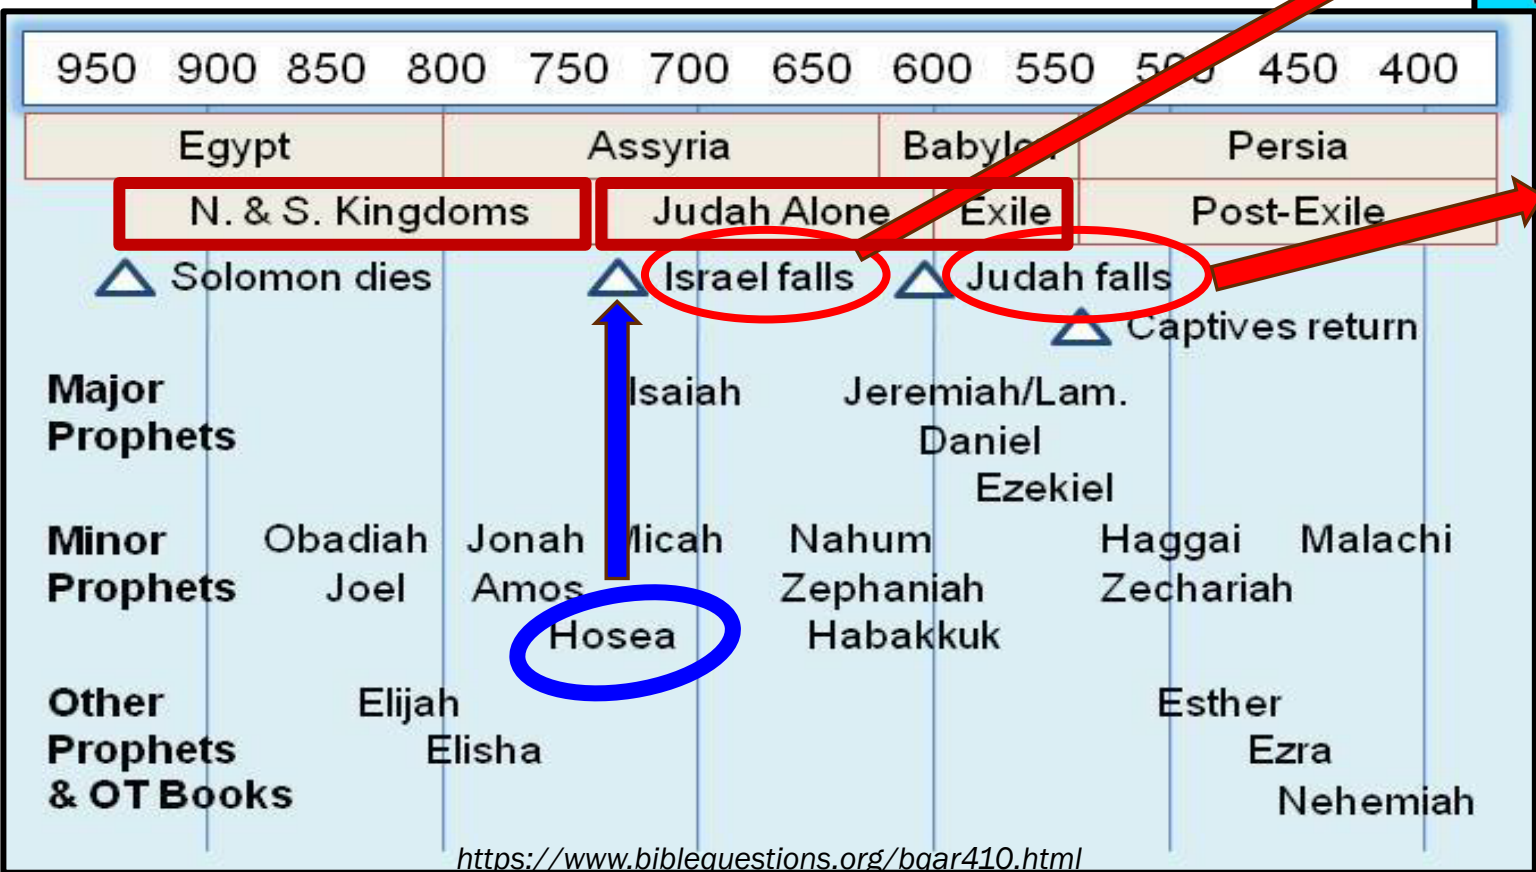 950 900 850 800 750 700 650 600 550 500 450 400
Egypt Assyria Babylon Persia
N. & S. Kingdoms Judah Alone Exile Post-Exile
Solomon dies Israel falls Judah falls
Captives return
Major Isaiah Jeremiah/Lam.
Prophets Daniel
Ezekiel
Minor Obadiah Jonah Micah Nahum Haggai Malachi
Prophets Joel Amos Zephaniah Zechariah
Hosea Habakkuk
Other Elijah Esther
Prophets Elisha Ezra
& OT Books Nehemiah
https://www.biblequestions.org/bqar410.html